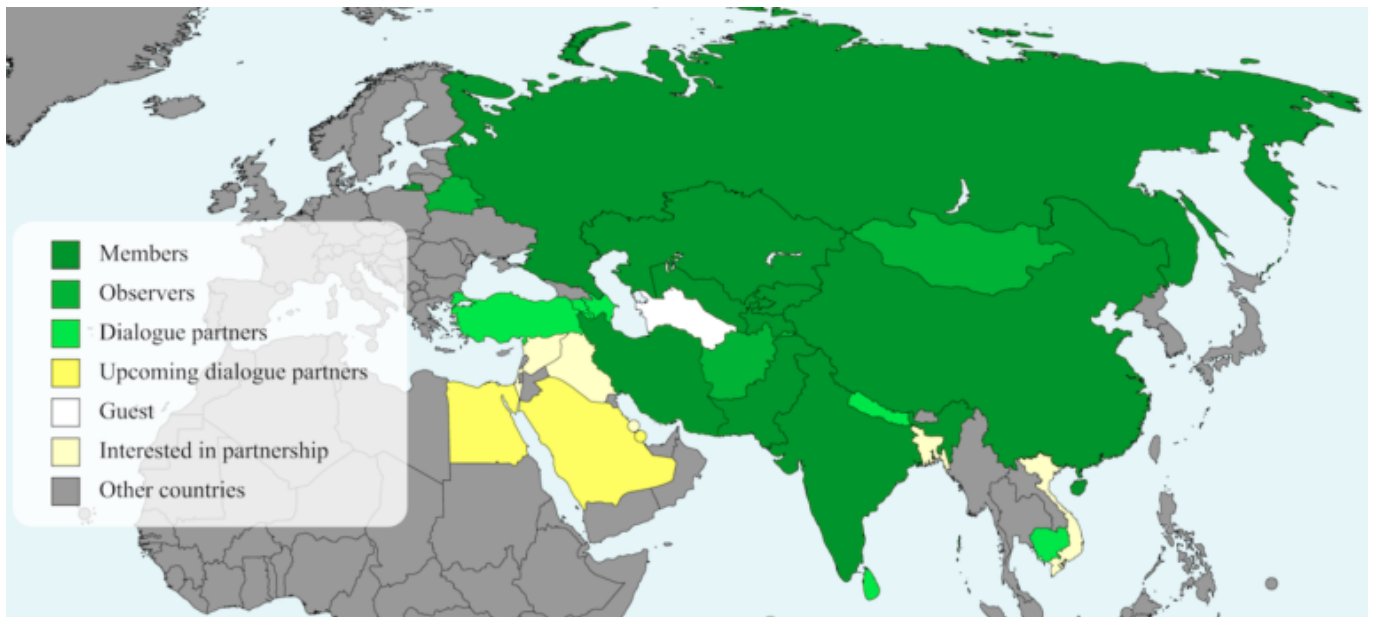 Members
Observers
Dialogue partners
Upcoming dialogue partners
Guest
Interested in partnership
Other countries